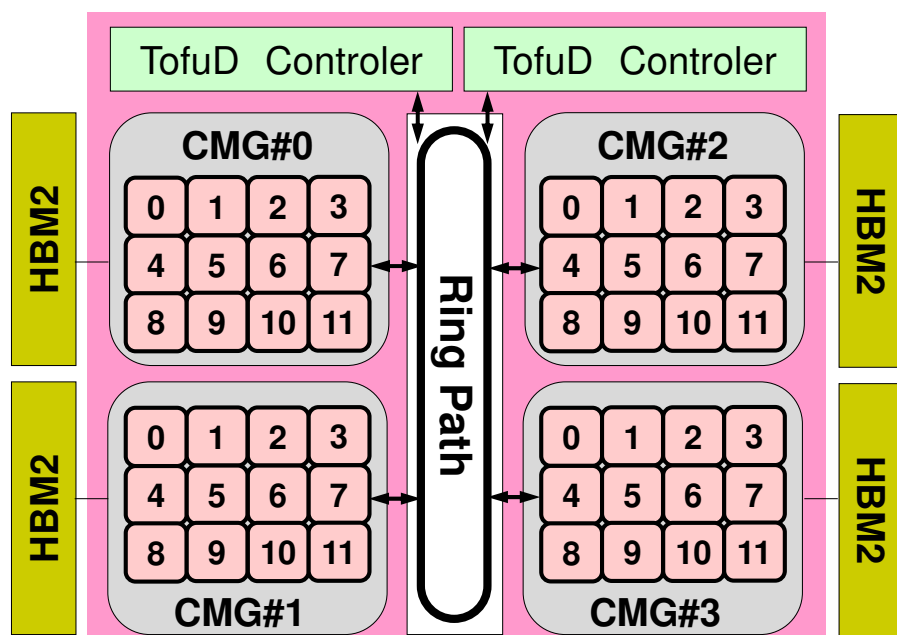 TofuD Controler
TofuD Controler
HBM2
CMG#0
0 1 2 3
4 5 6 7
8 9 10 11
CMG#2
0 1 2 3
4 5 6 7
8 9 10 11
HBM2
Ring Path
HBM2
0 1 2 3
4 5 6 7
8 9 10 11
CMG#1
0 1 2 3
4 5 6 7
8 9 10 11
CMG#3
HBM2